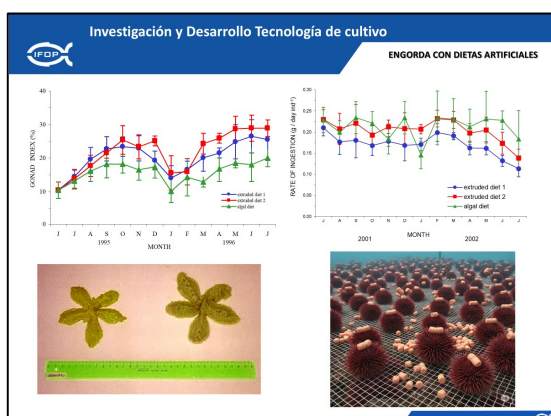 Investigación y Desarrollo Tecnología de cultivo
IFOP
ENGORDA CON DIETAS ARTIFICIALES
GONAD INDEX (%)
40
30
20
10
0
J J A S O N D J F M A M J J
1995 1996
MONTH
extruded diet 1
extruded diet 2
algal diet
RATE OF INGESTION (g / day ind⁻¹)
0.30
0.25
0.20
0.15
0.10
0.05
0.00
J A S O N D J F M A M J J
MONTH
2001 2002
extruded diet 1
extruded diet 2
algal diet